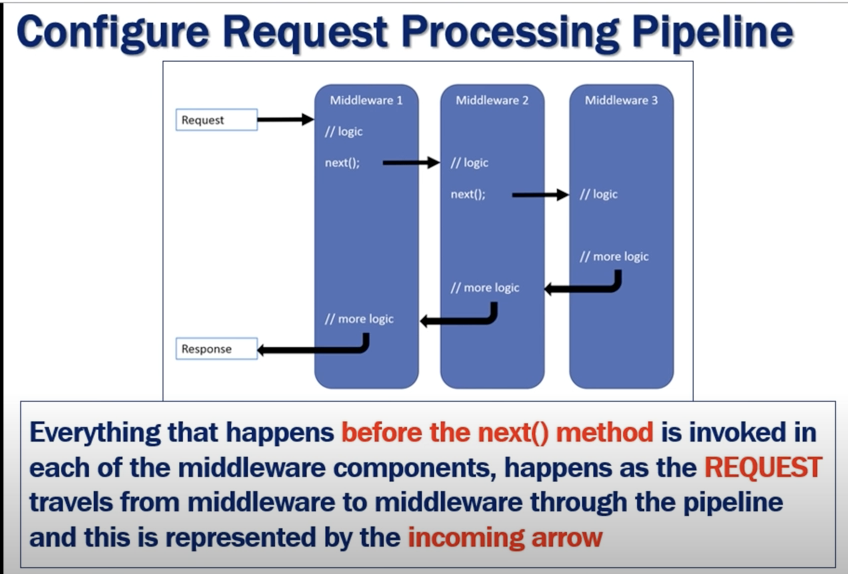 Configure Request Processing Pipeline
Middleware 1
Middleware 2
Middleware 3
Request
// logic
next();
// logic
next();
// logic
// more logic
// more logic
// more logic
Response
Everything that happens before the next() method is invoked in
each of the middleware components, happens as the REQUEST
travels from middleware to middleware through the pipeline
and this is represented by the incoming arrow